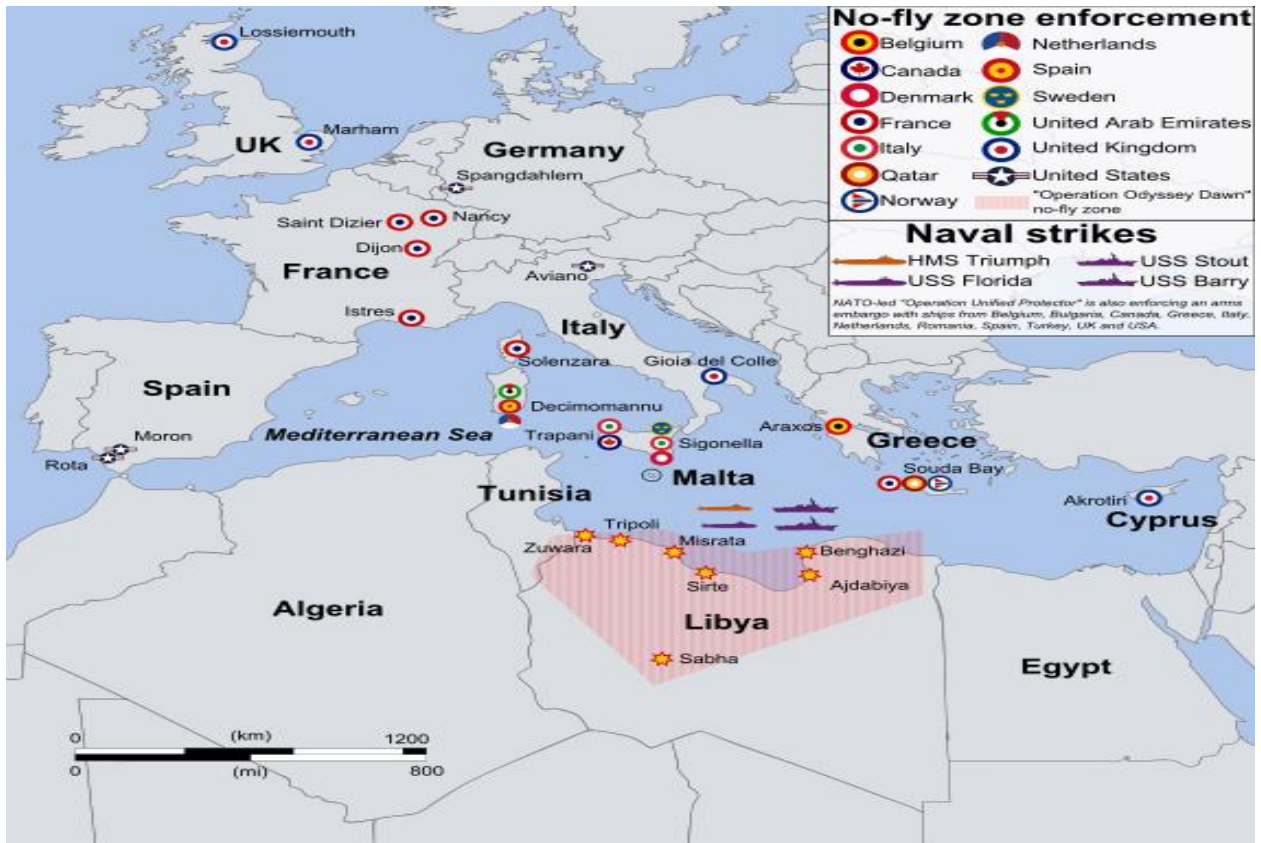 No-fly zone enforcement
Belgium
Netherlands
Canada
Spain
Denmark
Sweden
France
United Arab Emirates
Italy
United Kingdom
Qatar
United States
Norway
"Operation Odyssey Dawn"
no-fly zone
Naval strikes
HMS Triumph
USS Stout
USS Florida
USS Barry
NATO-led "Operation Unified Protector" is also enforcing an arms
embargo with ships from Belgium, Bulgaria, Canada, Greece, Italy,
Netherlands, Romania, Spain, Turkey, UK and USA.
Lossiemouth
Marham
UK
Germany
Spangdahlem
Saint Dizier
Nancy
Dijon
France
Aviano
Istres
Italy
Solenzara
Gioia del Colle
Spain
Decimomannu
Araxos
Moron
Mediterranean Sea
Trapani
Sigonella
Greece
Rota
Souda Bay
Malta
Tunisia
Akrotiri
Cyprus
Tripoli
Zuwara
Misrata
Benghazi
Sirte
Ajdabiya
Algeria
Libya
Sabha
Egypt
0 (km) 1200
0 (mi) 800